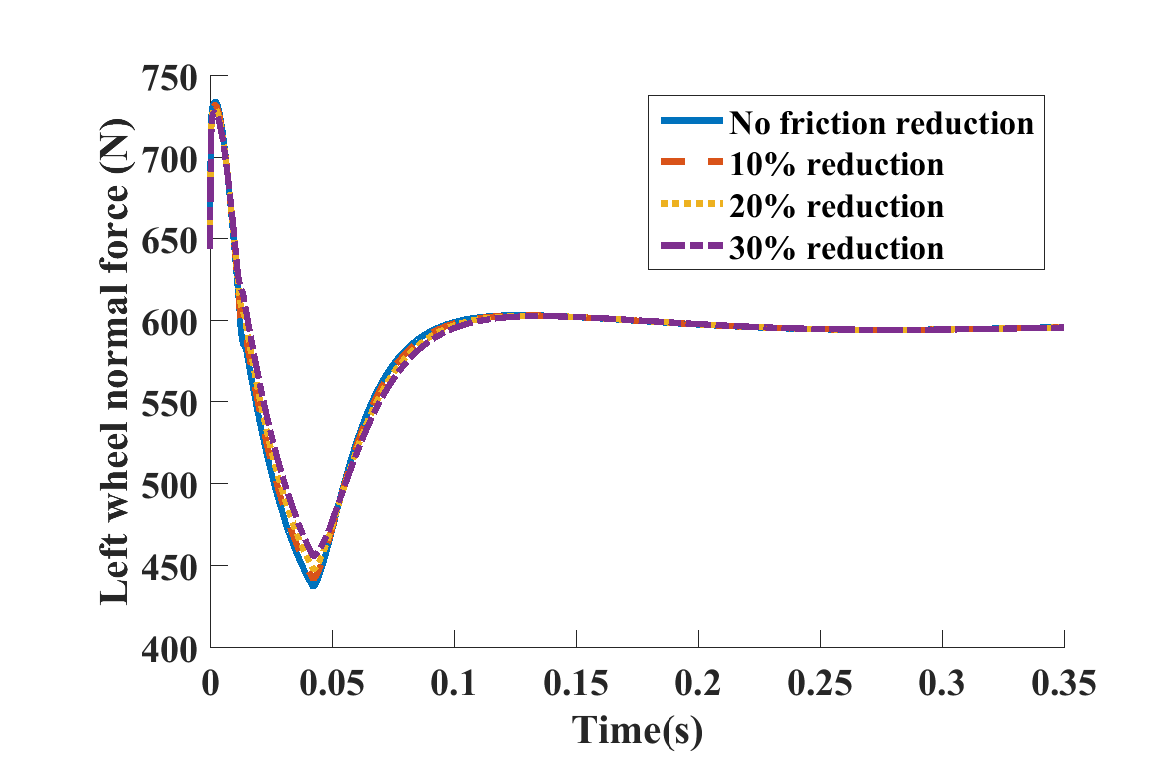 Left wheel normal force (N)
750
700
650
600
550
500
450
400
No friction reduction
10% reduction
20% reduction
30% reduction
0 0.05 0.1 0.15 0.2 0.25 0.3 0.35
Time(s)